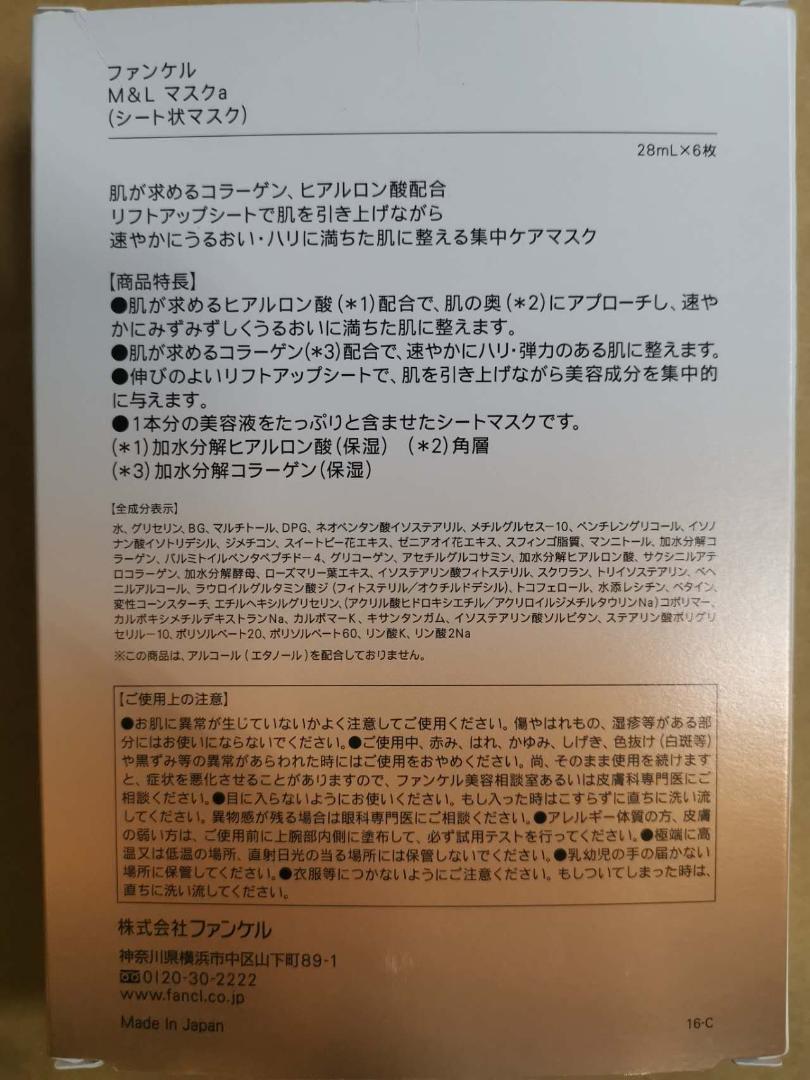 ファンケル
M&L マスクa
(シート状マスク)
28mL×6枚
肌が求めるコラーゲン、ヒアルロン酸配合
リフトアップシートで肌を引き上げながら
速やかにうるおい・ハリに満ちた肌に整える集中ケアマスク
【商品特長】
●肌が求めるヒアルロン酸(*1)配合で、肌の奥(*2)にアプローチし、速や
かにみずみずしくうるおいに満ちた肌に整えます。
●肌が求めるコラーゲン(*3)配合で、速やかにハリ・弾力のある肌に整えます。
●伸びのよいリフトアップシートで、肌を引き上げながら美容成分を集中的
に与えます。
●1本分の美容液をたっぷりと含ませたシートマスクです。
(*1)加水分解ヒアルロン酸(保湿) (*2)角層
(*3)加水分解コラーゲン(保湿)
【全成分表示】
水、グリセリン、BG、マルチトール、DPG、ネオペンタン酸イソステアリル、メチルグルセス-10、ペンチレングリコール、イソノ
ナン酸イソトリデシル、ジメチコン、スイートピー花エキス、ゼニアオイ花エキス、スフィンゴ脂質、マンニトール、加水分解コ
ラーゲン、パルミトイルペンタペプチド-4、グリコーゲン、アセチルグルコサミン、加水分解ヒアルロン酸、サクシニルアテ
ロコラーゲン、加水分解酵母、ローズマリー葉エキス、イソステアリン酸フィトステリル、スクワラン、トリイソステアリン、ベヘ
ニルアルコール、ラウロイルグルタミン酸ジ(フィトステリル/オクチルドデシル)、トコフェロール、水添レシチン、ベタイン、
変性コーンスターチ、エチルヘキシルグリセリン、(アクリル酸ヒドロキシエチル/アクリロイルジメチルタウリンNa)コポリマー、
カルボキシメチルデキストランNa、カルボマーK、キサンタンガム、イソステアリン酸ソルビタン、ステアリン酸ポリグリ
セリル-10、ポリソルベート20、ポリソルベート60、リン酸K、リン酸2Na
※この商品は、アルコール(エタノール)を配合しておりません。
【ご使用上の注意】
●お肌に異常が生じていないかよく注意してご使用ください。傷やはれもの、湿疹等がある部
分にはお使いにならないでください。●ご使用中、赤み、はれ、かゆみ、しげき、色抜け(白斑等)
や黒ずみ等の異常があらわれた時にはご使用をおやめください。尚、そのまま使用を続けます
と、症状を悪化させることがありますので、ファンケル美容相談室あるいは皮膚科専門医にご
相談ください。●目に入らないようにお使いください。もし入った時はこすらずに直ちに洗い流
してください。異物感が残る場合は眼科専門医にご相談ください。●アレルギー体質の方、皮膚
の弱い方は、ご使用前に上腕部内側に塗布して、必ず試用テストを行ってください。●極端に高
温又は低温の場所、直射日光の当る場所には保管しないでください。●乳幼児の手の届かない
場所に保管してください。●衣服等につかないようにご注意ください。もしついてしまった時は、
直ちに洗い流してください。
株式会社ファンケル
神奈川県横浜市中区山下町89-1
0120-30-2222
www.fancl.co.jp
Made In Japan
16-C